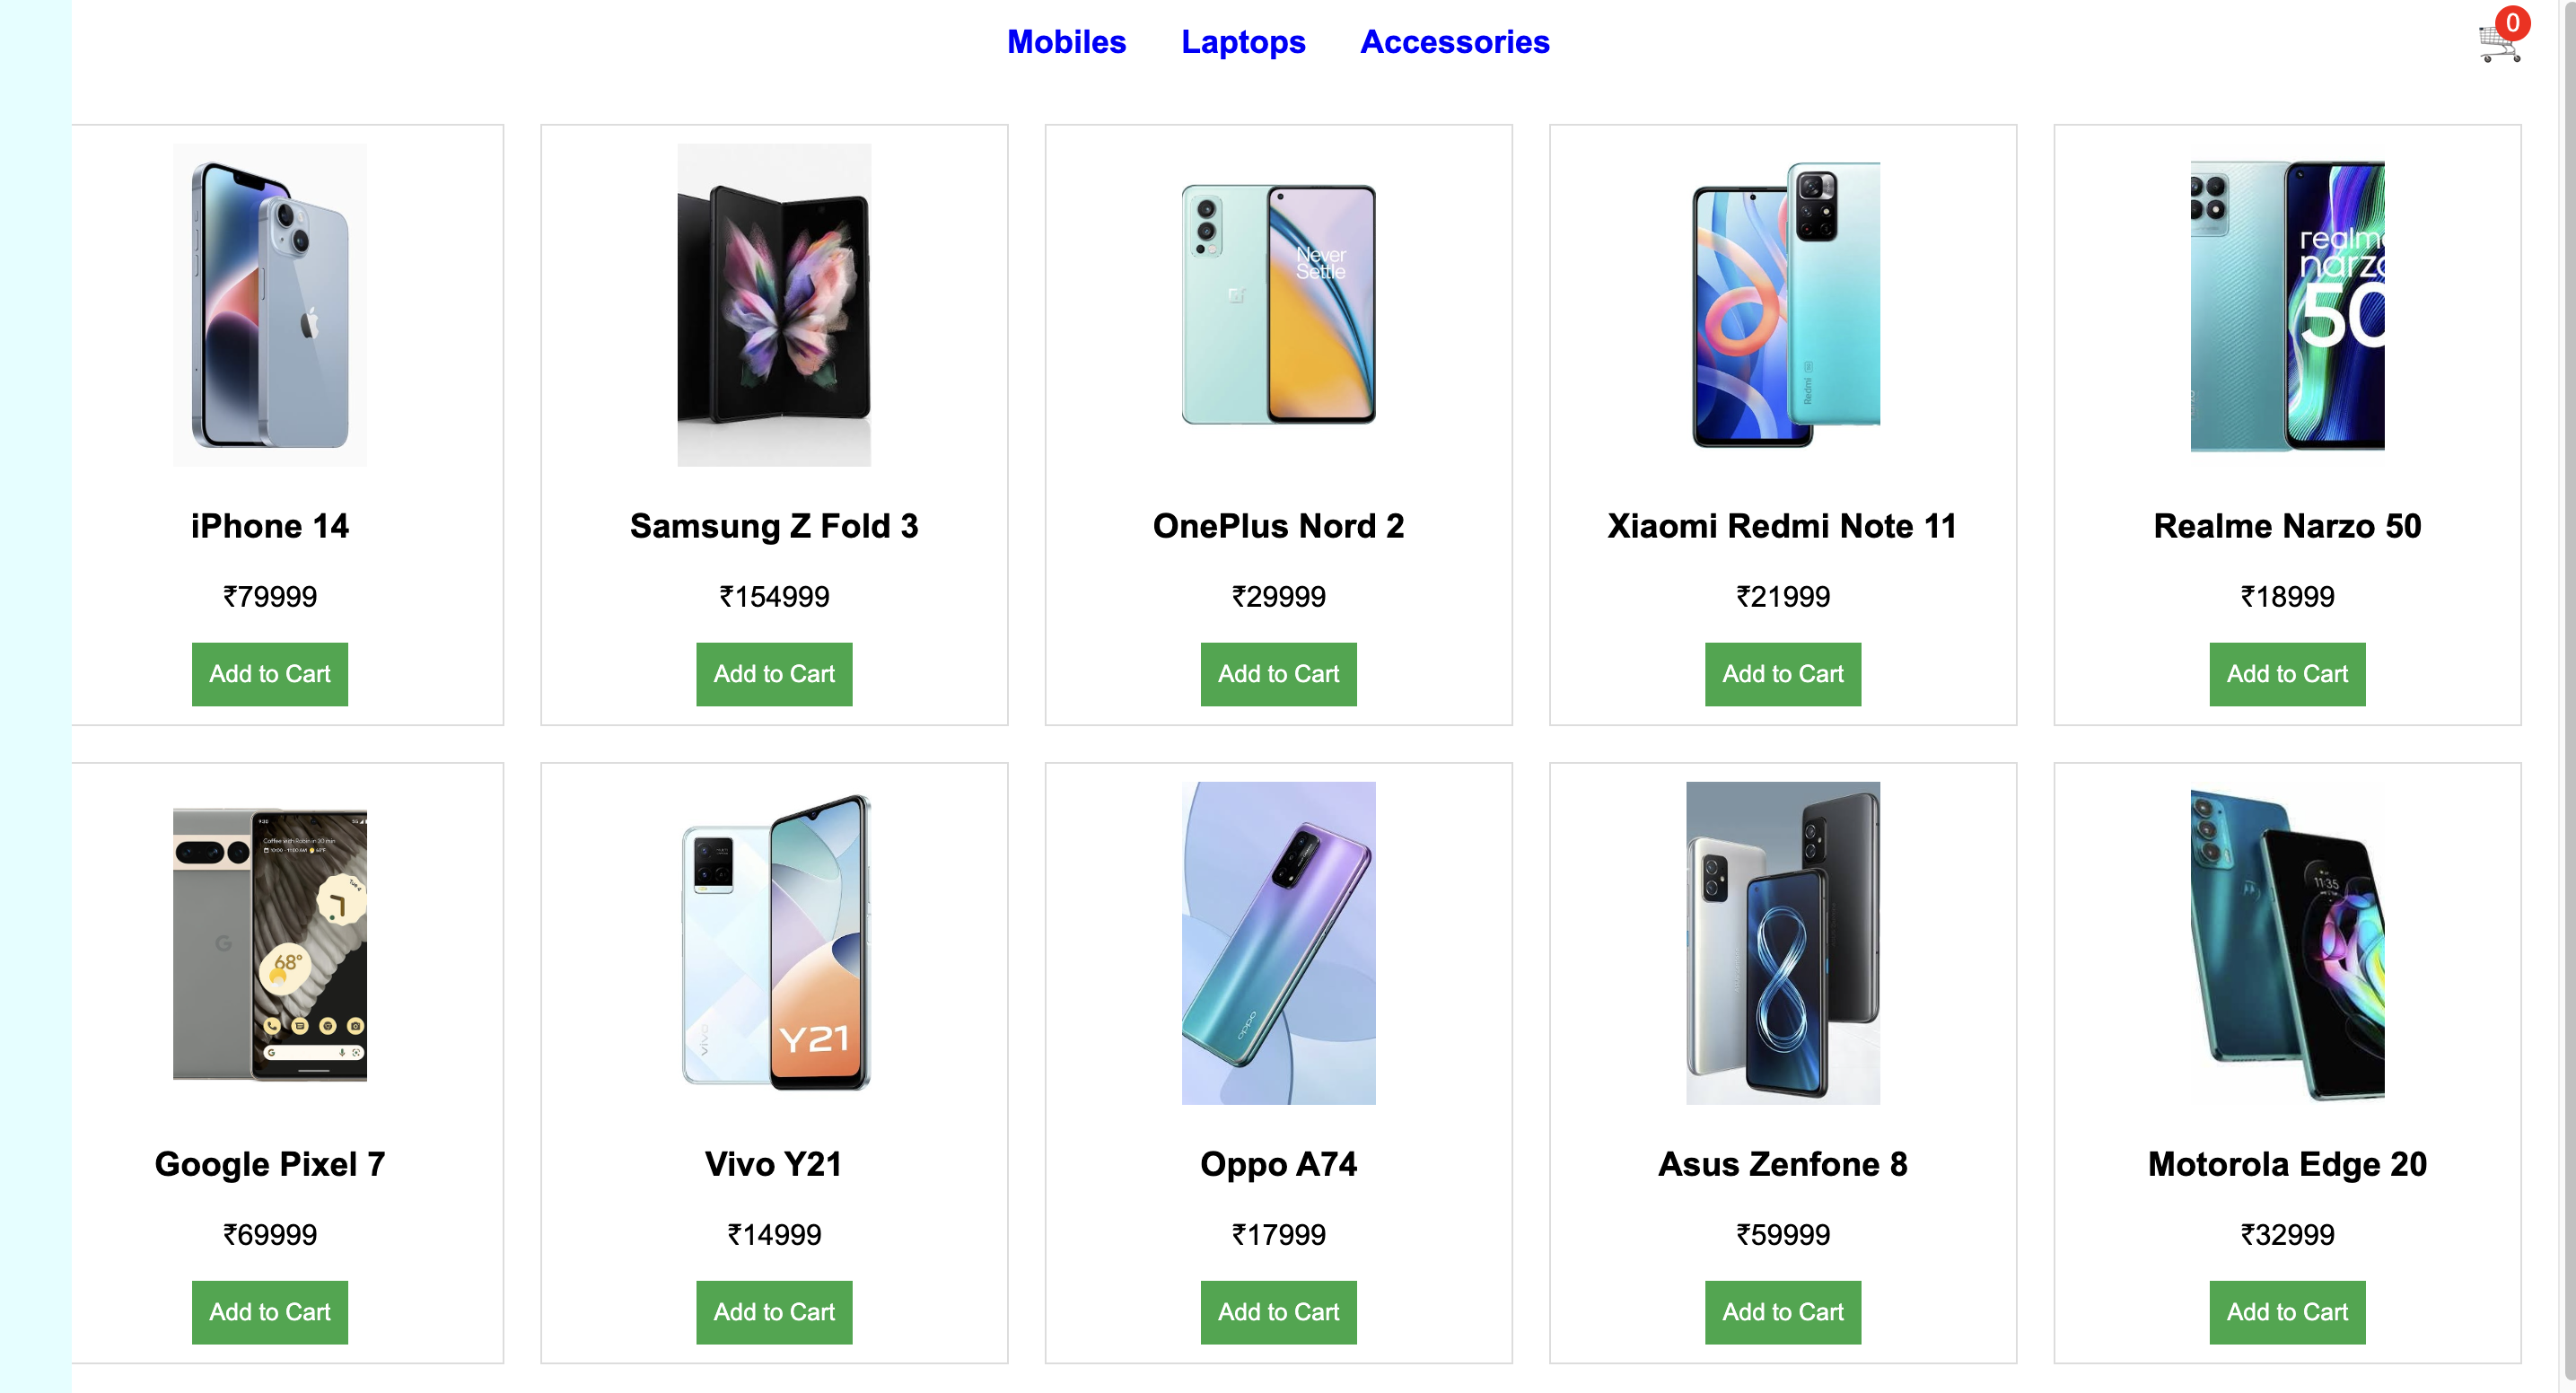 Mobiles Laptops Accessories 0
Never
Settle
Redmi
realm
narzo
50
iPhone 14 Samsung Z Fold 3 OnePlus Nord 2 Xiaomi Redmi Note 11 Realme Narzo 50
₹79999 ₹154999 ₹29999 ₹21999 ₹18999
Add to Cart Add to Cart Add to Cart Add to Cart Add to Cart
68°
G
vivo
Y21
oppo
11:35
Google Pixel 7 Vivo Y21 Oppo A74 Asus Zenfone 8 Motorola Edge 20
₹69999 ₹14999 ₹17999 ₹59999 ₹32999
Add to Cart Add to Cart Add to Cart Add to Cart Add to Cart